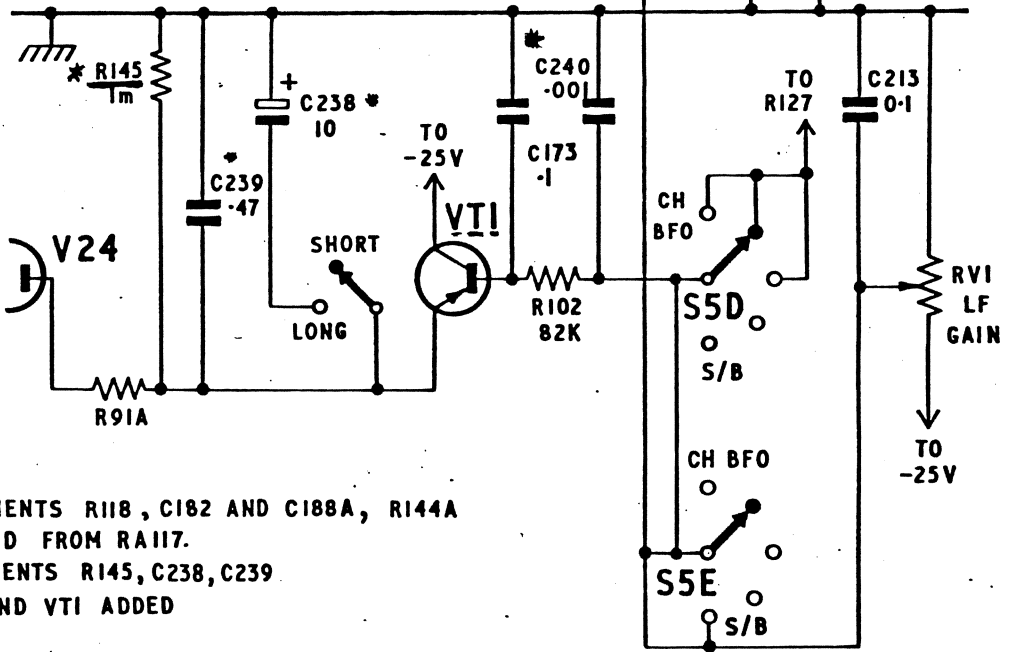 * R145
1m
+
C238 *
10
*
C239
.47
V24
R91A
SHORT
LONG
TO
-25V
VT1
*
C240
.001
C173
.1
R102
82K
TO
R127
CH
BFO
S5D
S/B
C213
0.1
RV1
LF
GAIN
TO
-25V
CH BFO
S5E
S/B
ENTS R118, C182 AND C188A, R144A
D FROM RA117.
ENTS R145, C238, C239
ND VT1 ADDED